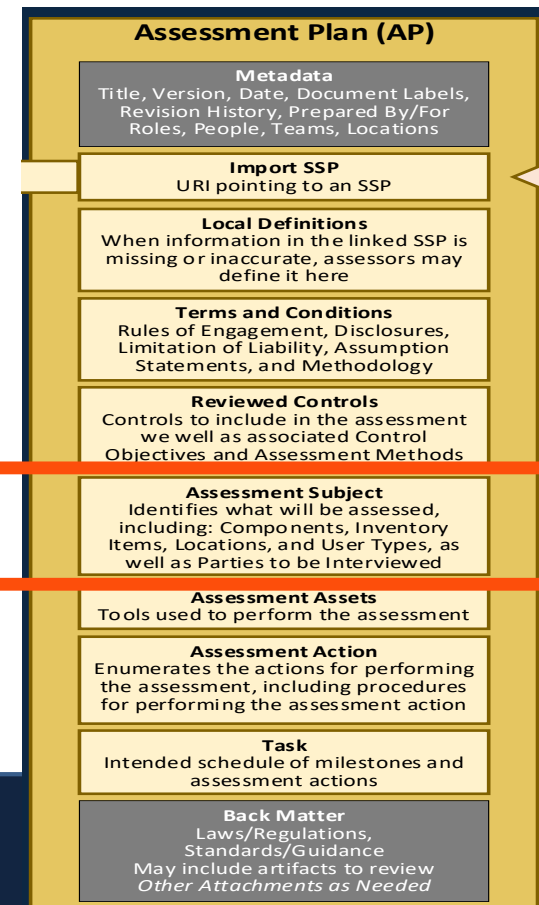 Assessment Plan (AP)
Metadata
Title, Version, Date, Document Labels,
Revision History, Prepared By/For
Roles, People, Teams, Locations
Import SSP
URI pointing to an SSP
Local Definitions
When information in the linked SSP is
missing or inaccurate, assessors may
define it here
Terms and Conditions
Rules of Engagement, Disclosures,
Limitation of Liability, Assumption
Statements, and Methodology
Reviewed Controls
Controls to include in the assessment
we well as associated Control
Objectives and Assessment Methods
Assessment Subject
Identifies what will be assessed,
including: Components, Inventory
Items, Locations, and User Types, as
well as Parties to be Interviewed
Assessment Assets
Tools used to perform the assessment
Assessment Action
Enumerates the actions for performing
the assessment, including procedures
for performing the assessment action
Task
Intended schedule of milestones and
assessment actions
Back Matter
Laws/Regulations,
Standards/Guidance
May include artifacts to review
Other Attachments as Needed